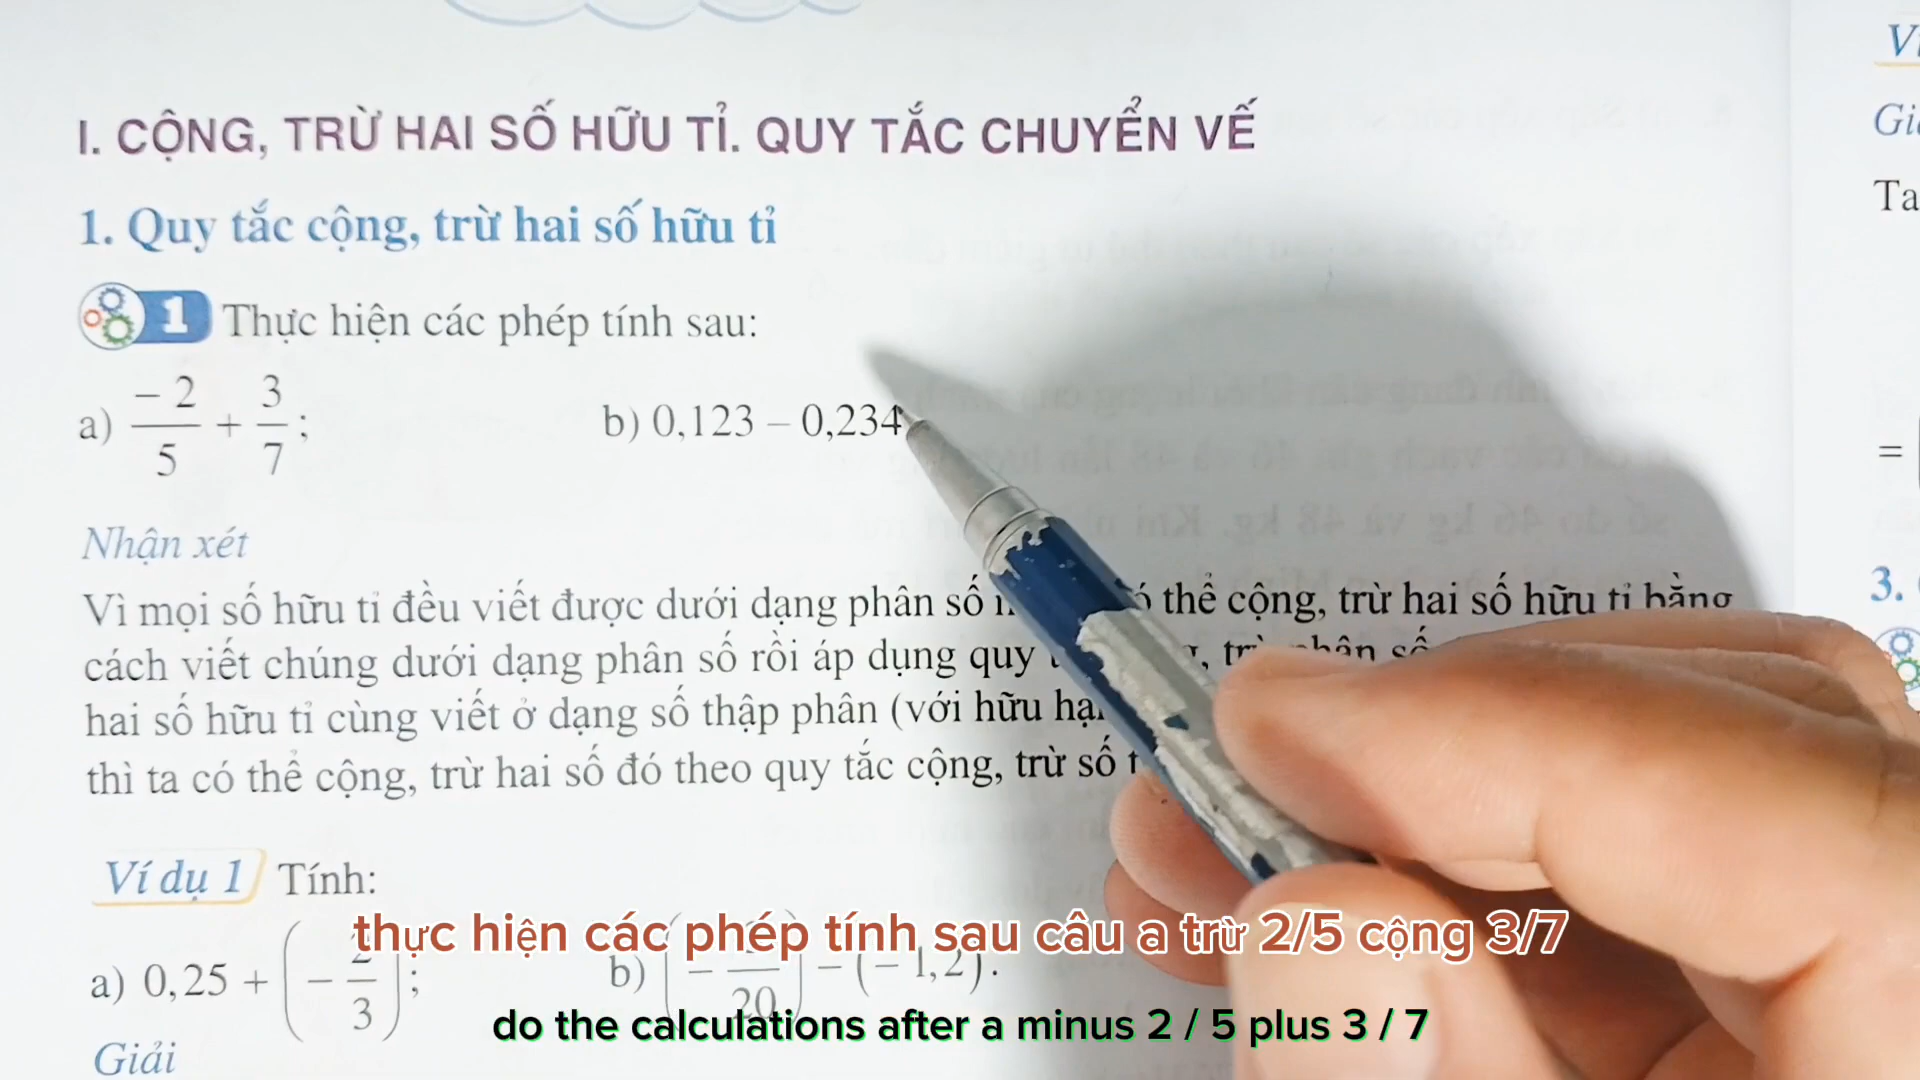 I. CỘNG, TRỪ HAI SỐ HỮU TỈ. QUY TẮC CHUYỂN VẾ
1. Quy tắc cộng, trừ hai số hữu tỉ
1 Thực hiện các phép tính sau:
a) -2/5 + 3/7; b) 0,123 – 0,234
Nhận xét
Vì mọi số hữu tỉ đều viết được dưới dạng phân số thể cộng, trừ hai số hữu tỉ bằng
cách viết chúng dưới dạng phân số rồi áp dụng quy
hai số hữu tỉ cùng viết ở dạng số thập phân (với hữu
thì ta có thể cộng, trừ hai số đó theo quy tắc cộng, trừ số
Ví dụ 1 Tính:
thực hiện các phép tính sau câu a trừ 2/5 cộng 3/7
a) 0,25 + (– 2/3); b) – (– 1,2).
do the calculations after a minus 2 / 5 plus 3 / 7
Giải
Ta
=
3.